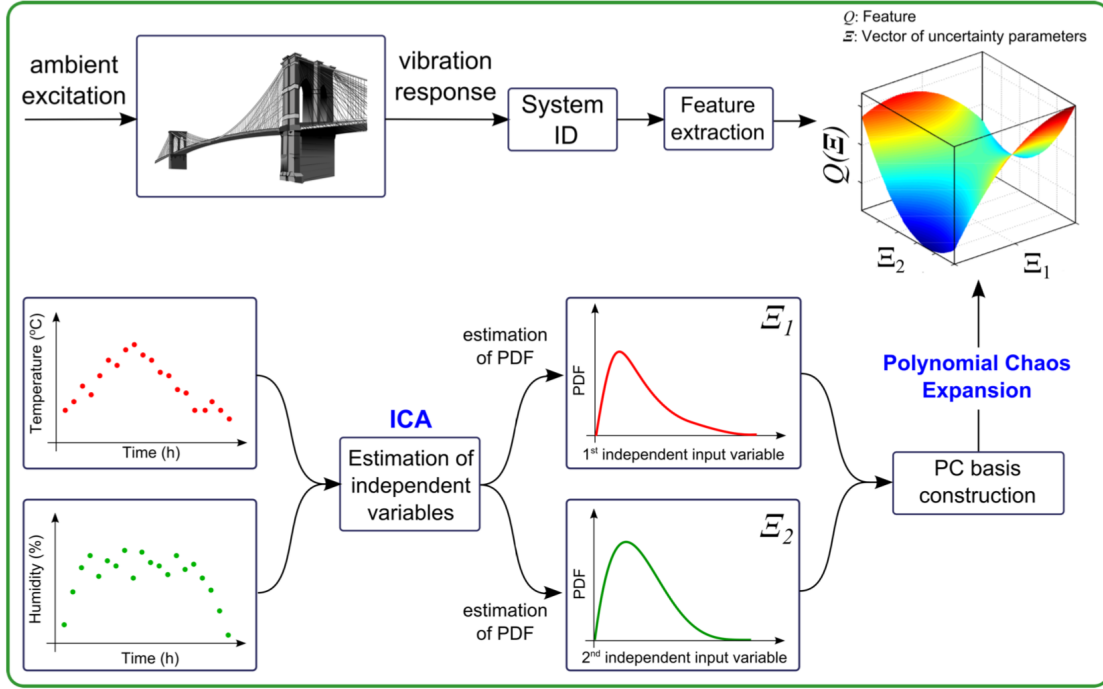 Q: Feature
Ξ: Vector of uncertainty parameters
ambient
excitation
vibration
response
System
ID
Feature
extraction
Q(Ξ)
Ξ2
Ξ1
Temperature (°C)
Time (h)
Humidity (%)
Time (h)
ICA
Estimation of
independent
variables
estimation
of PDF
estimation
of PDF
Ξ1
PDF
1st independent input variable
Ξ2
PDF
2nd independent input variable
Polynomial Chaos
Expansion
PC basis
construction